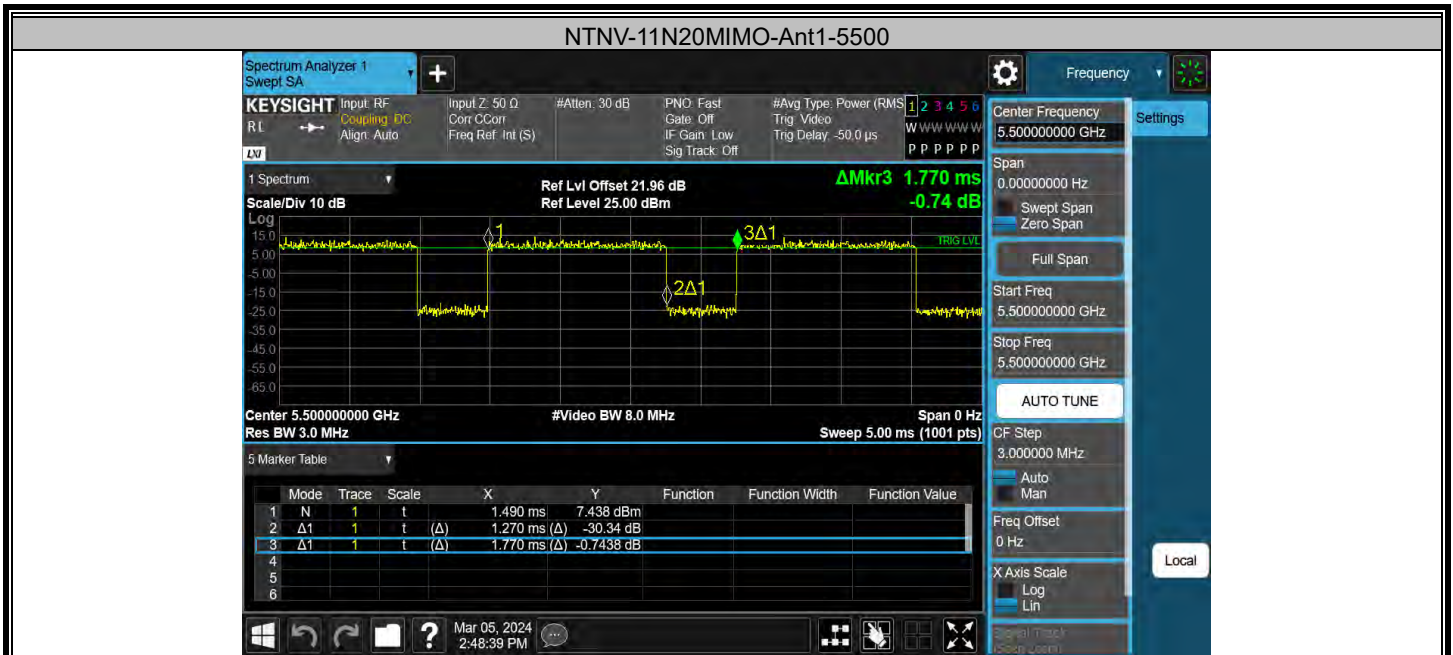 NTNV-11N20MIMO-Ant1-5500
Spectrum Analyzer 1
Swept SA
+
Frequency
KEYSIGHT
RL
LXI
Input: RF
Coupling: DC
Align: Auto
Input Z: 50 Ω
Corr CCorr
Freq Ref: Int (S)
#Atten: 30 dB
PNO: Fast
Gate: Off
IF Gain: Low
Sig Track: Off
#Avg Type: Power (RMS
Trig: Video
Trig Delay: -50.0 µs
1 2 3 4 5 6
W W W W W W
P P P P P P
Center Frequency
5.500000000 GHz
Settings
1 Spectrum
Scale/Div 10 dB
Ref Lvl Offset 21.96 dB
Ref Level 25.00 dBm
ΔMkr3 1.770 ms
-0.74 dB
Span
0.00000000 Hz
Swept Span
Zero Span
Full Span
Log
15.0
5.00
-5.00
-15.0
-25.0
-35.0
-45.0
-55.0
-65.0
1
2Δ1
3Δ1
TRIG LVL
Start Freq
5.500000000 GHz
Stop Freq
5.500000000 GHz
AUTO TUNE
Center 5.500000000 GHz
#Video BW 8.0 MHz
Span 0 Hz
Res BW 3.0 MHz
Sweep 5.00 ms (1001 pts)
CF Step
3.000000 MHz
Auto
Man
5 Marker Table
Mode Trace Scale X Y Function Function Width Function Value
1 N 1 t 1.490 ms 7.438 dBm
2 Δ1 1 t (Δ) 1.270 ms (Δ) -30.34 dB
3 Δ1 1 t (Δ) 1.770 ms (Δ) -0.7438 dB
4
5
6
Freq Offset
0 Hz
X Axis Scale
Log
Lin
Local
Signal Track
(Span Zoom)
?
Mar 05, 2024
2:48:39 PM